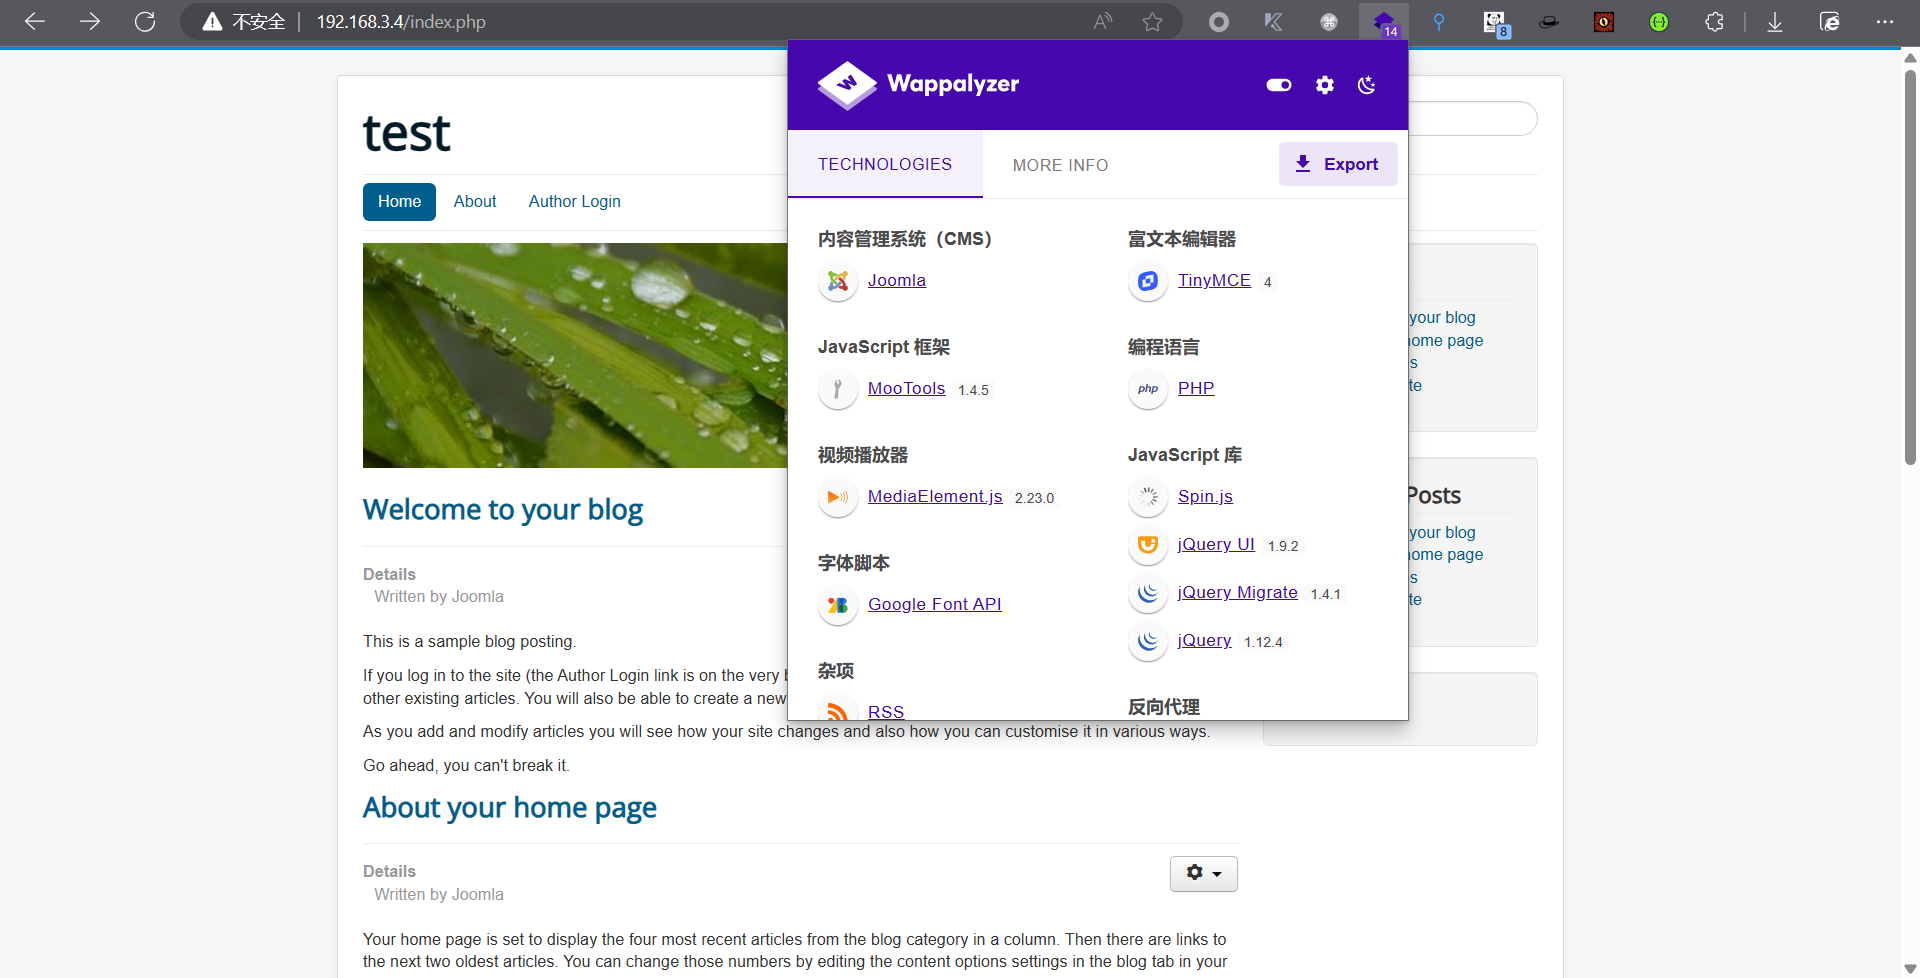 不安全 192.168.3.4/index.php
14
8
test
Home About Author Login
Wappalyzer
TECHNOLOGIES MORE INFO Export
内容管理系统（CMS）
Joomla
JavaScript 框架
MooTools 1.4.5
视频播放器
MediaElement.js 2.23.0
字体脚本
Google Font API
杂项
RSS
富文本编辑器
TinyMCE 4
编程语言
php PHP
JavaScript 库
Spin.js
jQuery UI 1.9.2
jQuery Migrate 1.4.1
jQuery 1.12.4
反向代理
your blog
ome page
s
te
Posts
your blog
ome page
s
te
Welcome to your blog
Details
Written by Joomla
This is a sample blog posting.
If you log in to the site (the Author Login link is on the very
other existing articles. You will also be able to create a new
As you add and modify articles you will see how your site changes and also how you can customise it in various ways.
Go ahead, you can't break it.
About your home page
Details
Written by Joomla
Your home page is set to display the four most recent articles from the blog category in a column. Then there are links to
the next two oldest articles. You can change those numbers by editing the content options settings in the blog tab in your